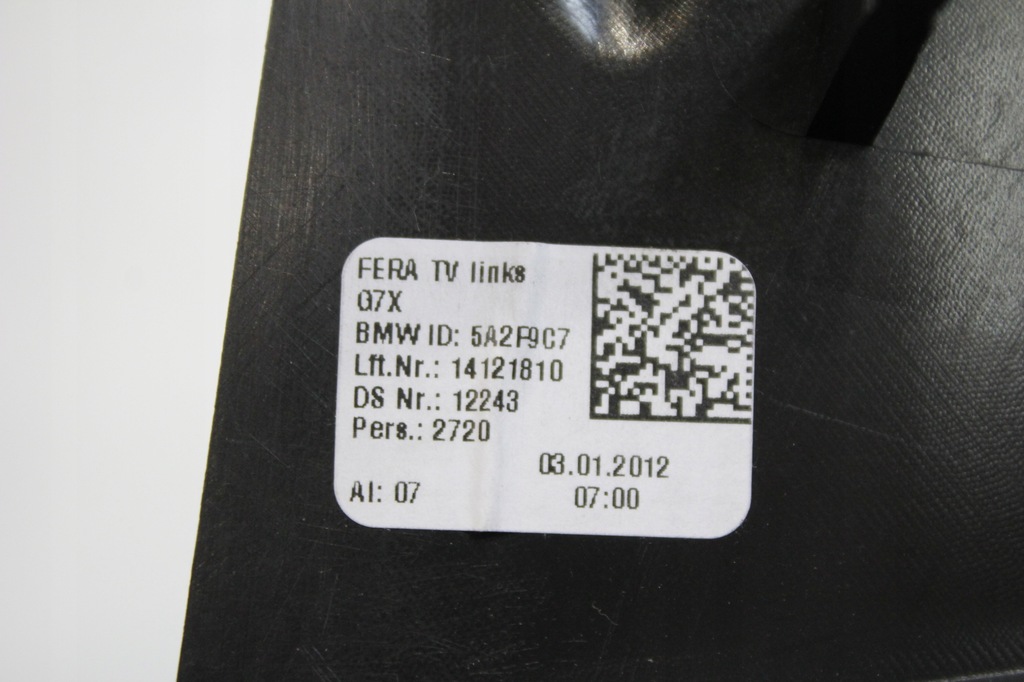 FERA TV links
G7X
BMW ID: 5A2F9C7
Lft.Nr.: 14121810
DS Nr.: 12243
Pers.: 2720
03.01.2012
AI: 07 07:00